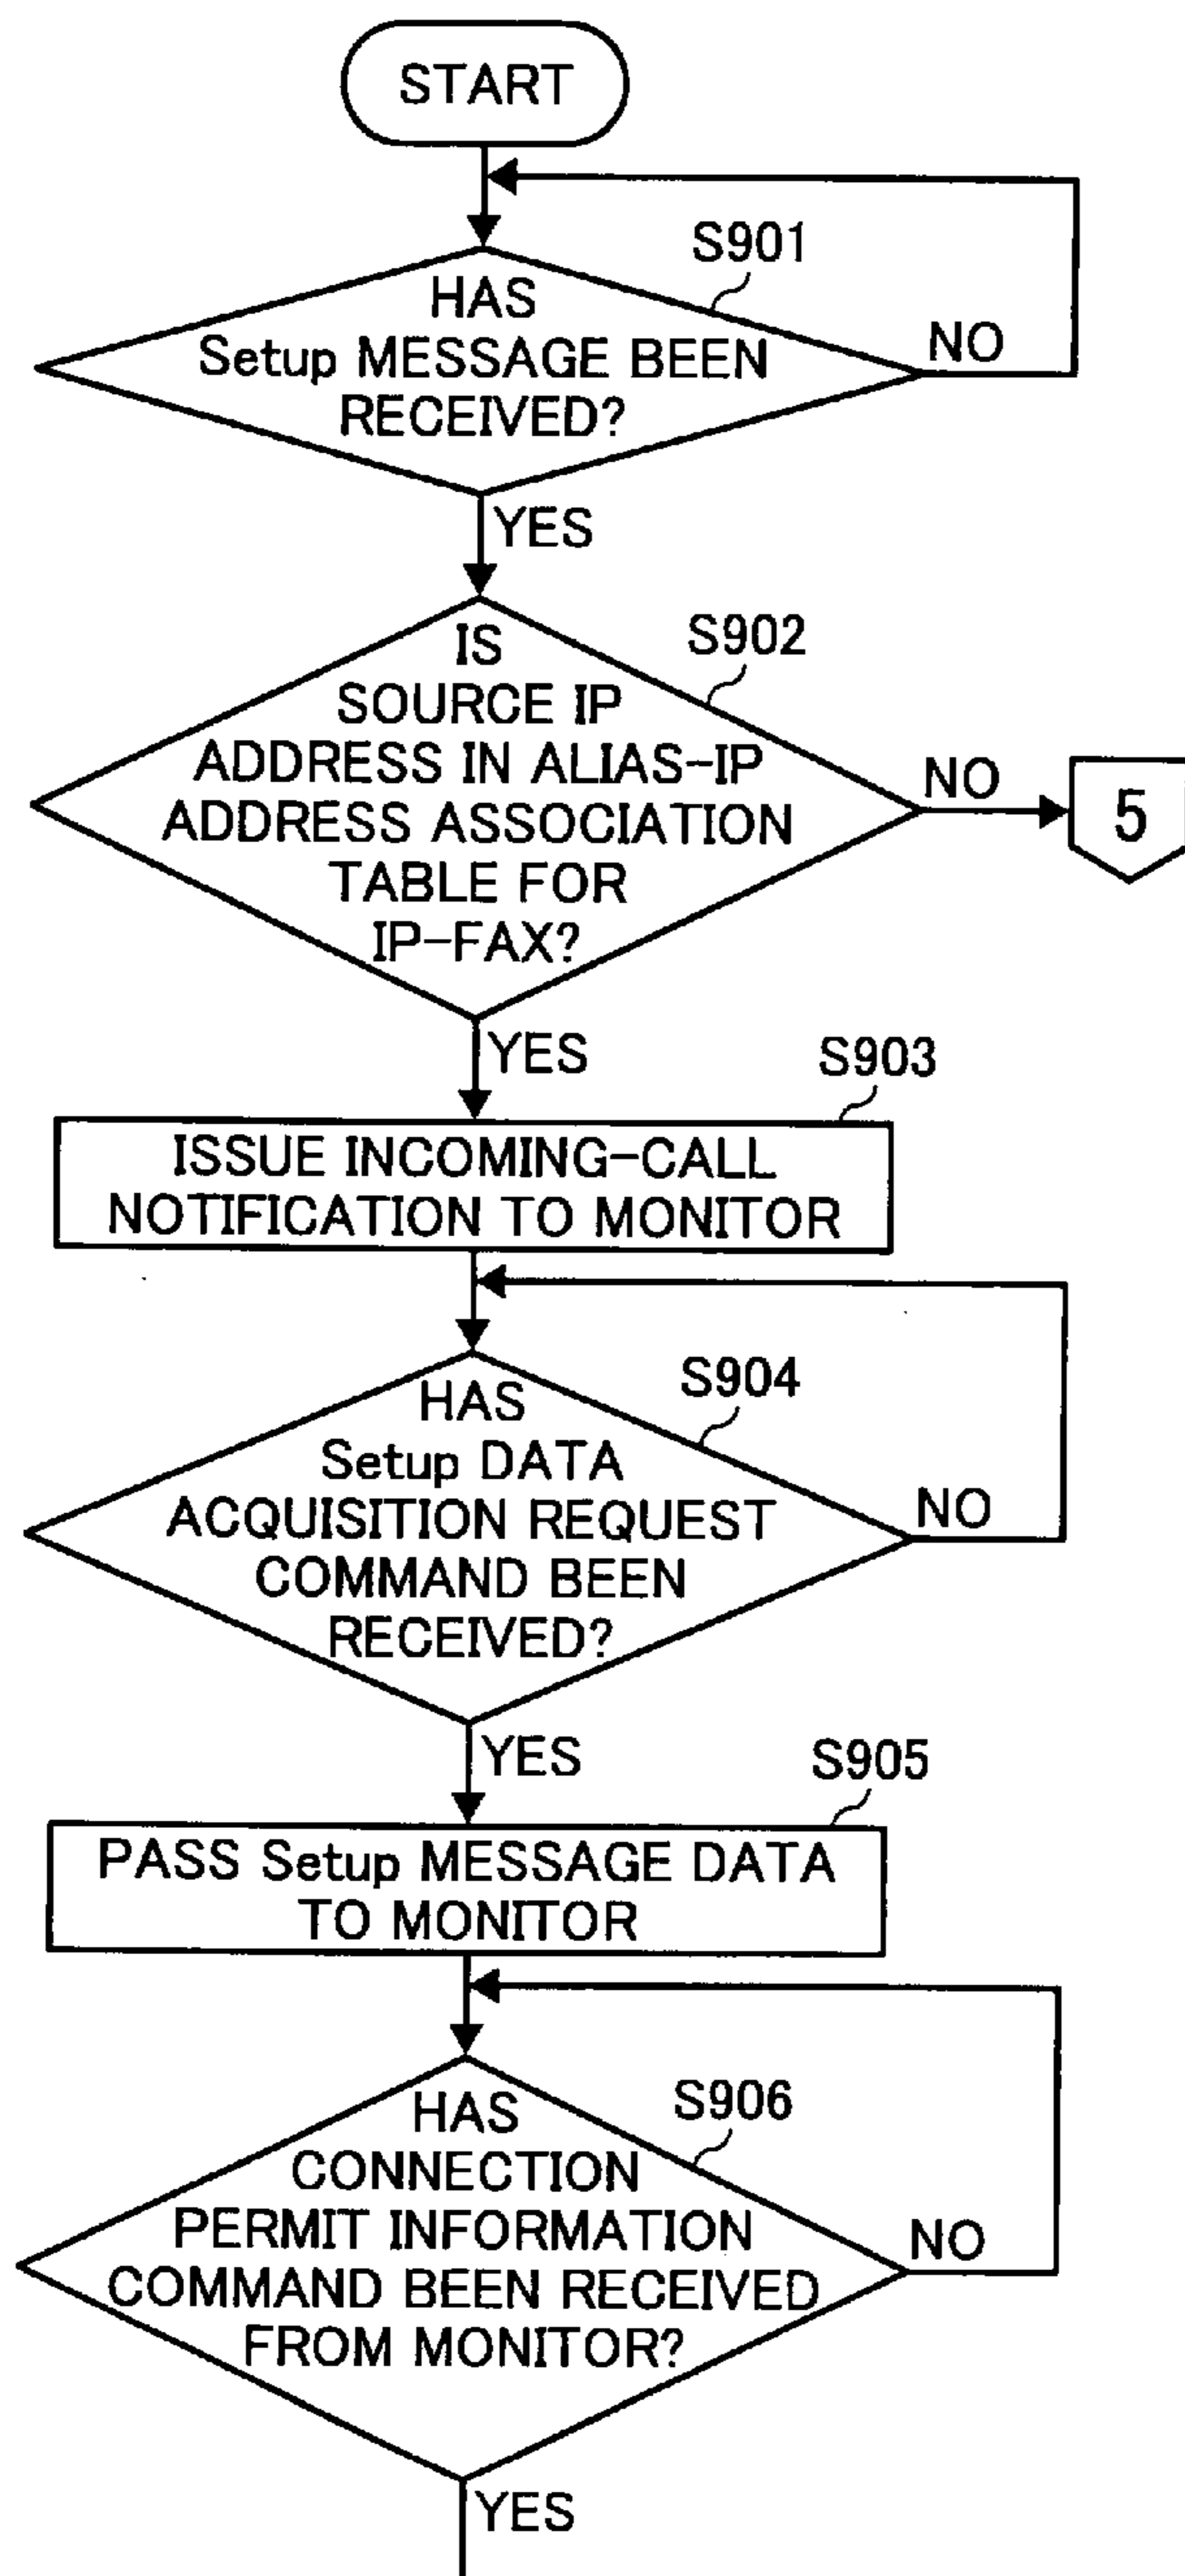 START
S901
HAS
Setup MESSAGE BEEN
RECEIVED?
NO
YES
S902
IS
SOURCE IP
ADDRESS IN ALIAS-IP
ADDRESS ASSOCIATION
TABLE FOR
IP-FAX?
NO
5
YES
S903
ISSUE INCOMING-CALL
NOTIFICATION TO MONITOR
S904
HAS
Setup DATA
ACQUISITION REQUEST
COMMAND BEEN
RECEIVED?
NO
YES
S905
PASS Setup MESSAGE DATA
TO MONITOR
S906
HAS
CONNECTION
PERMIT INFORMATION
COMMAND BEEN RECEIVED
FROM MONITOR?
NO
YES